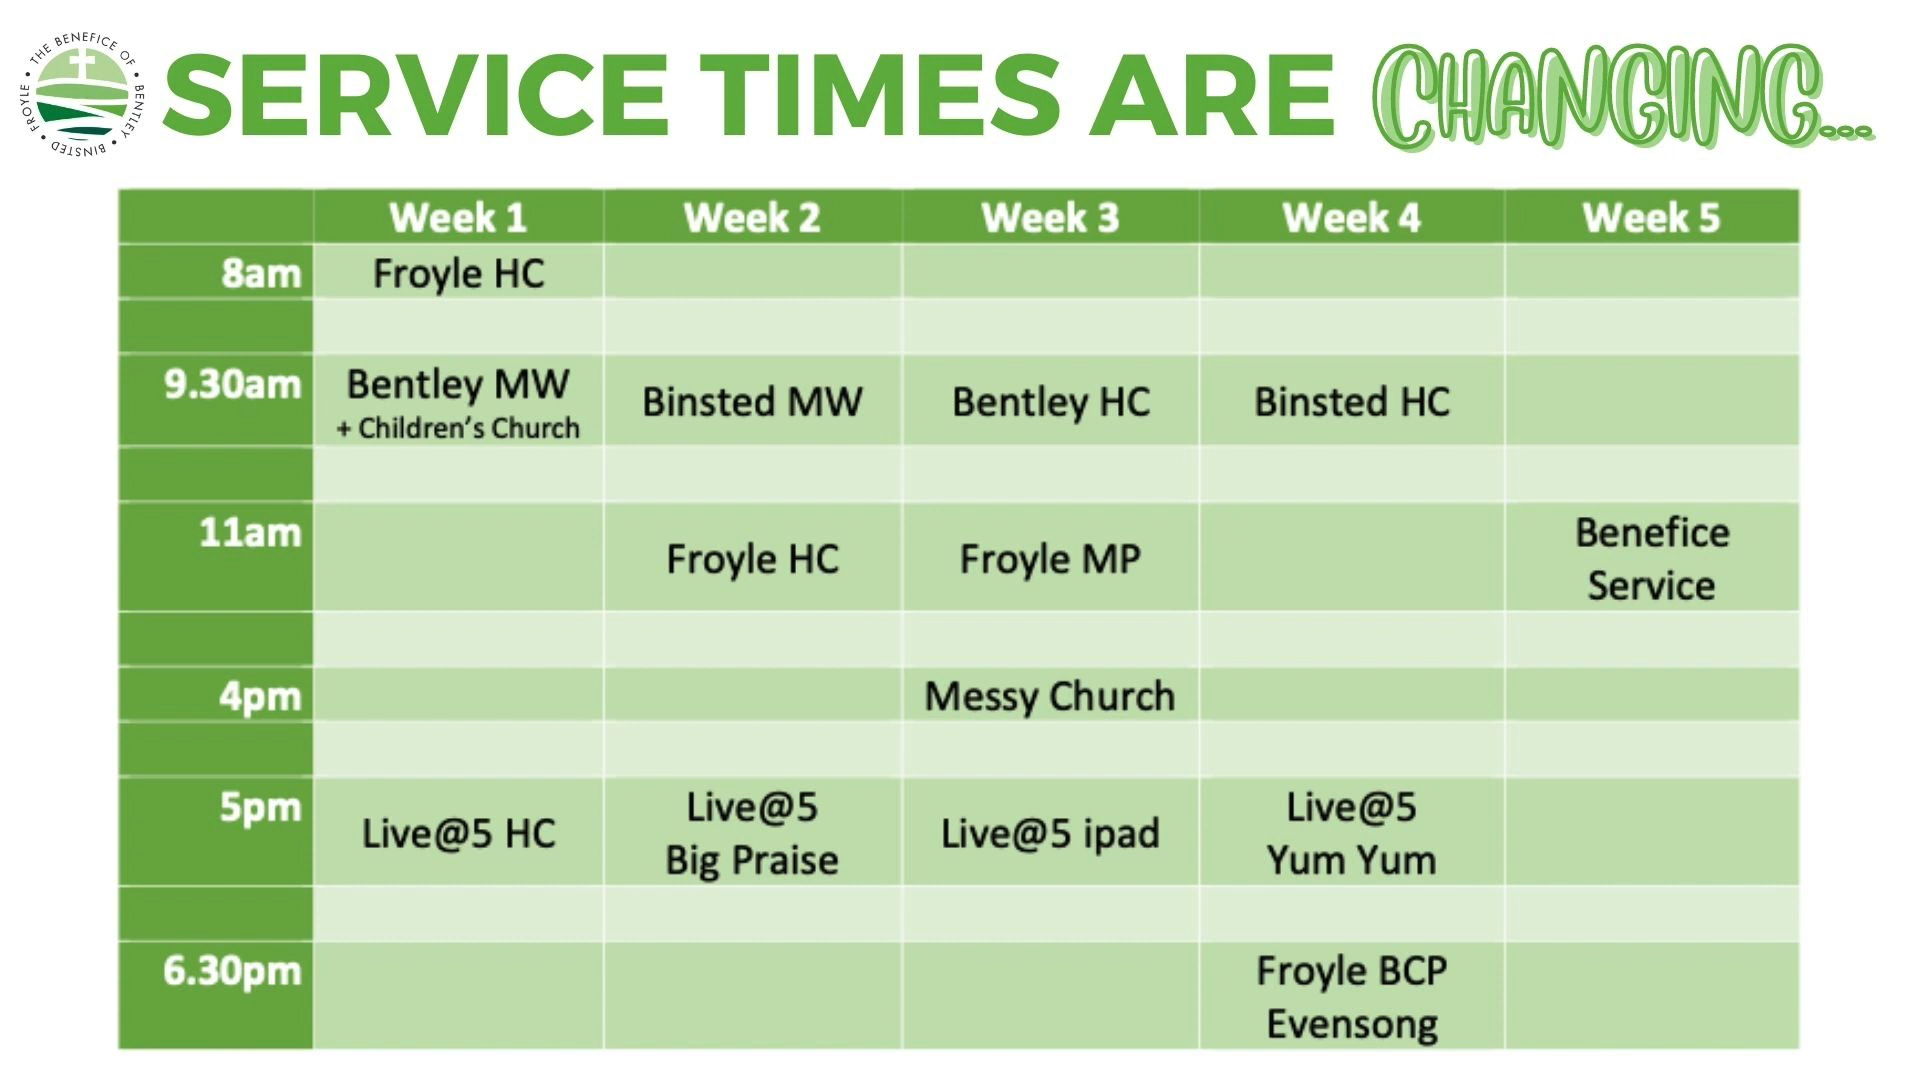 THE BENEFICE OF • BENTLEY • BINSTED • FROYLE •
SERVICE TIMES ARE CHANGING...
Week 1 Week 2 Week 3 Week 4 Week 5
8am Froyle HC
9.30am Bentley MW Binsted MW Bentley HC Binsted HC
+ Children's Church
11am Froyle HC Froyle MP Benefice
Service
4pm Messy Church
5pm Live@5 HC Live@5 Live@5 ipad Live@5
Big Praise Yum Yum
6.30pm Froyle BCP
Evensong